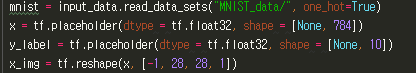 mnist = input_data.read_data_sets("MNIST_data/", one_hot=True)
x = tf.placeholder(dtype = tf.float32, shape = [None, 784])
y_label = tf.placeholder(dtype = tf.float32, shape = [None, 10])
x_img = tf.reshape(x, [-1, 28, 28, 1])